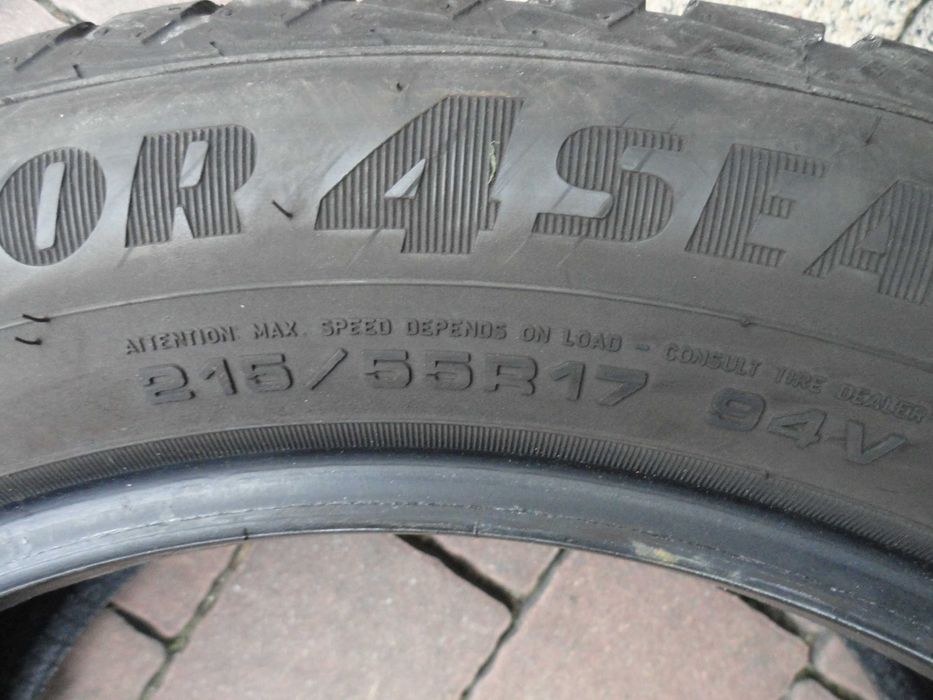 OR 4SEA
ATTENTION MAX. SPEED DEPENDS ON LOAD - CONSULT TIRE DEALER
215/55R17 94V